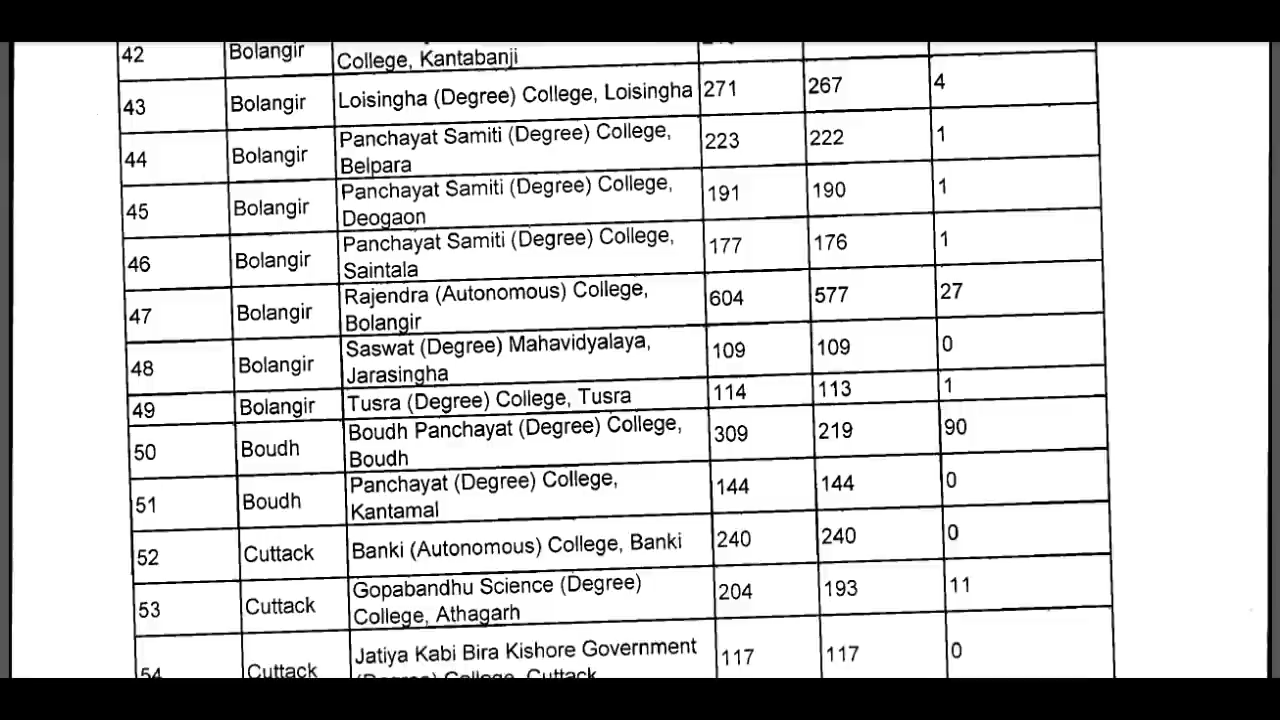 42 Bolangir
College, Kantabanji
43 Bolangir Loisingha (Degree) College, Loisingha 271 267 4
44 Bolangir Panchayat Samiti (Degree) College, 223 222 1
Belpara
45 Bolangir Panchayat Samiti (Degree) College, 191 190 1
Deogaon
46 Bolangir Panchayat Samiti (Degree) College, 177 176 1
Saintala
47 Bolangir Rajendra (Autonomous) College, 604 577 27
Bolangir
48 Bolangir Saswat (Degree) Mahavidyalaya, 109 109 0
Jarasingha
49 Bolangir Tusra (Degree) College, Tusra 114 113 1
50 Boudh Boudh Panchayat (Degree) College, 309 219 90
Boudh
51 Boudh Panchayat (Degree) College, 144 144 0
Kantamal
52 Cuttack Banki (Autonomous) College, Banki 240 240 0
53 Cuttack Gopabandhu Science (Degree) 204 193 11
College, Athagarh
54 Cuttack Jatiya Kabi Bira Kishore Government 117 117 0
(Degree) College, Cuttack